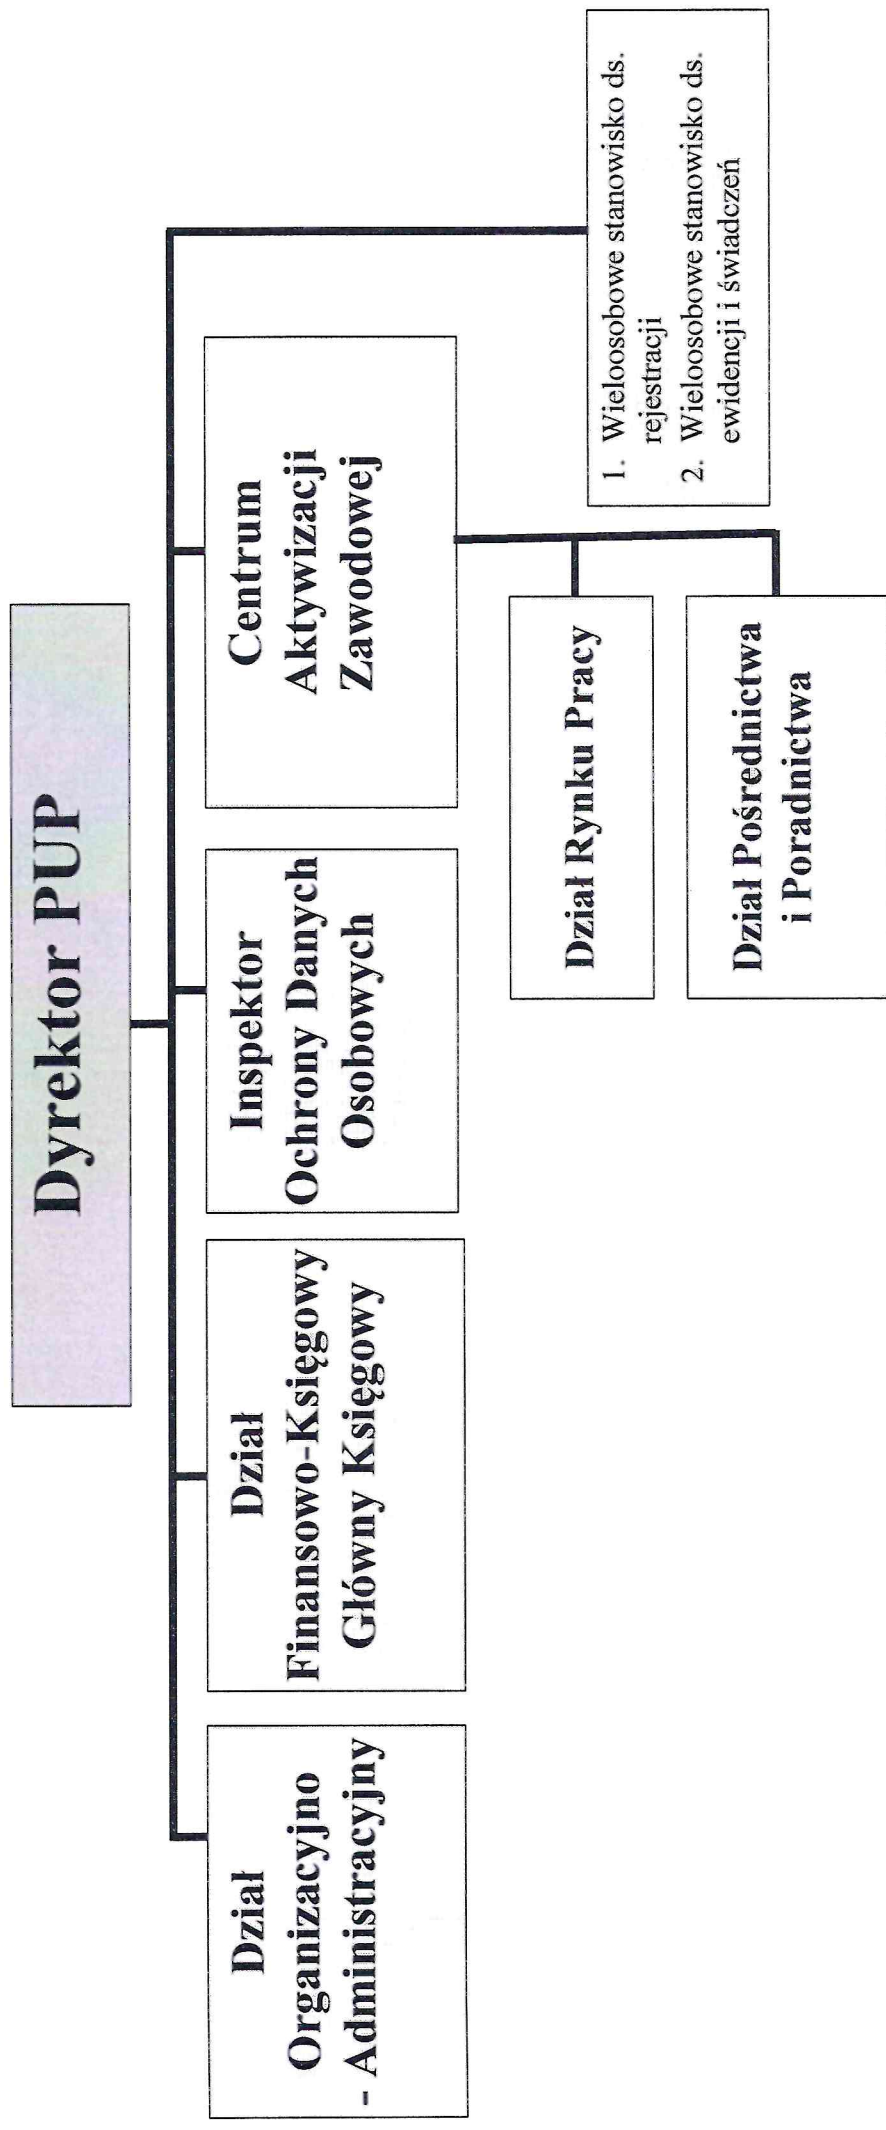 Dyrektor PUP
Dział
Organizacyjno
- Administracyjny
Dział
Finansowo-Księgowy
Główny Księgowy
Inspektor
Ochrony Danych
Osobowych
Centrum
Aktywizacji
Zawodowej
Dział Rynku Pracy
Dział Pośrednictwa
i Poradnictwa
1. Wieloosobowe stanowisko ds.
rejestracji
2. Wieloosobowe stanowisko ds.
ewidencji i świadczeń